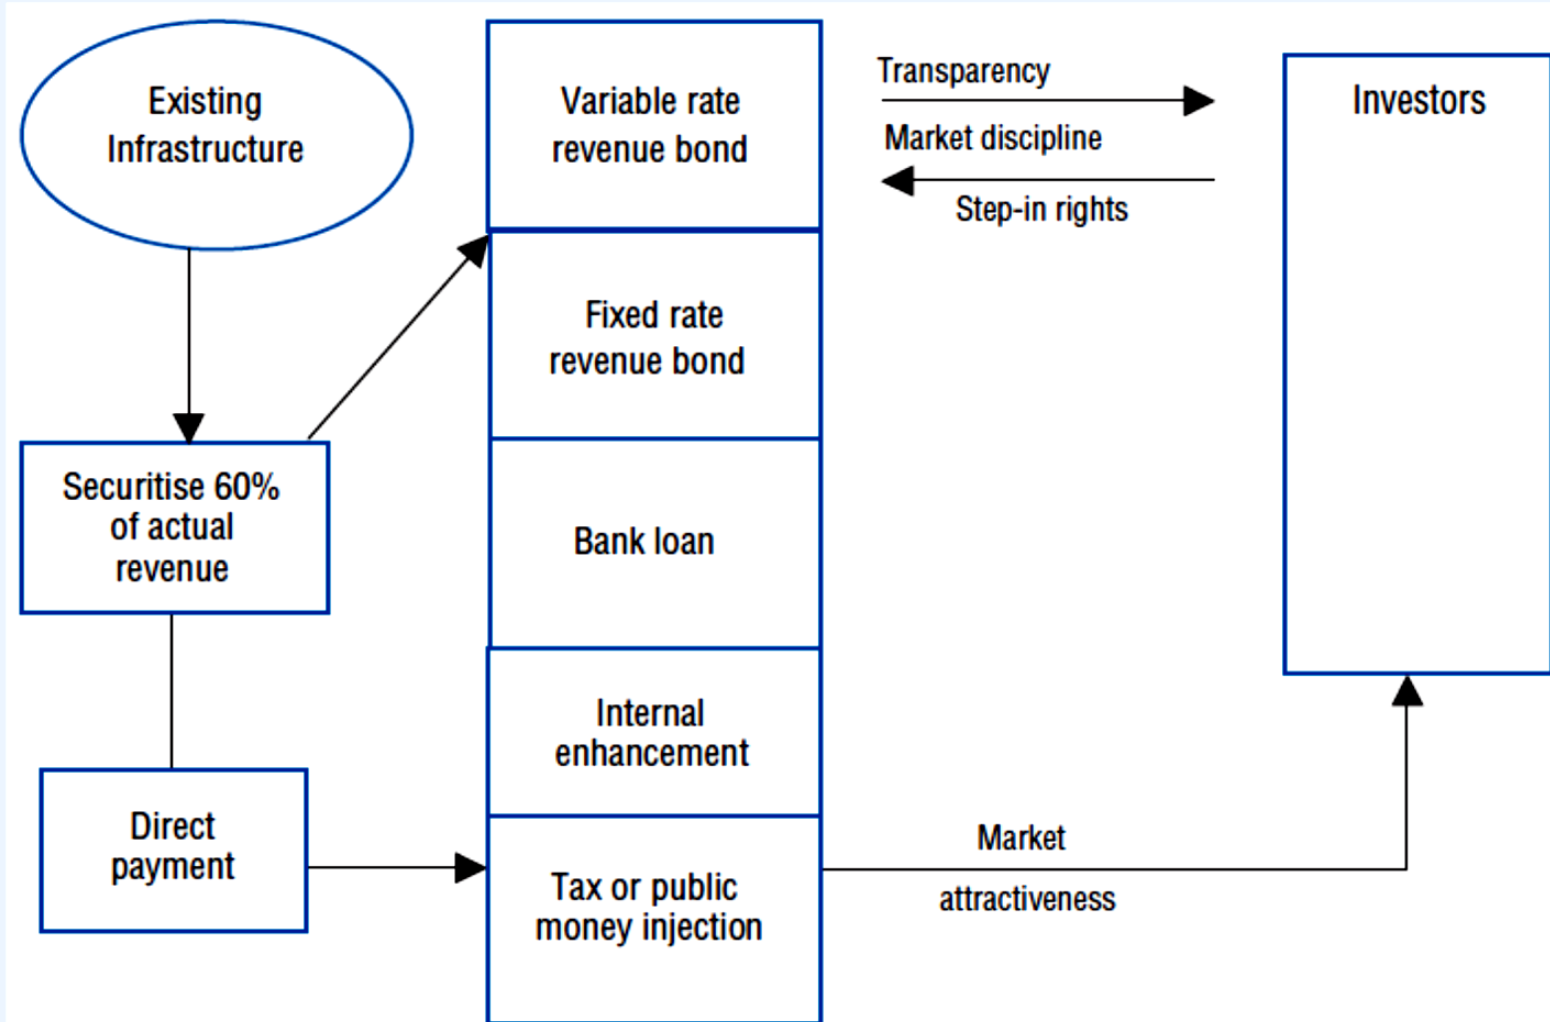 Existing
Infrastructure
Securitise 60%
of actual
revenue
Direct
payment
Variable rate
revenue bond
Fixed rate
revenue bond
Bank loan
Internal
enhancement
Tax or public
money injection
Transparency
Market discipline
Step-in rights
Market
attractiveness
Investors